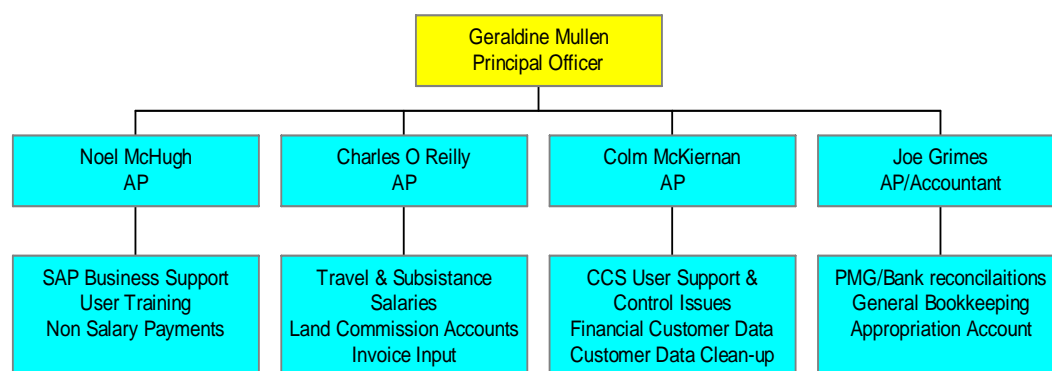 Geraldine Mullen
Principal Officer
Noel McHugh
AP
Charles O Reilly
AP
Colm McKiernan
AP
Joe Grimes
AP/Accountant
SAP Business Support
User Training
Non Salary Payments
Travel & Subsistance
Salaries
Land Commission Accounts
Invoice Input
CCS User Support &
Control Issues
Financial Customer Data
Customer Data Clean-up
PMG/Bank reconcilaitions
General Bookkeeping
Appropriation Account